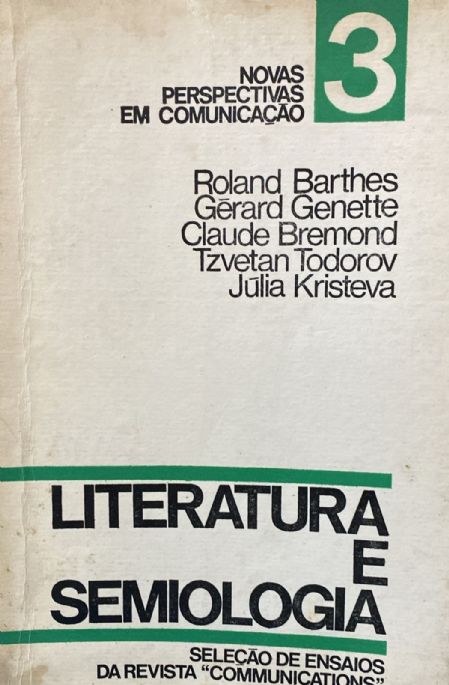 3
NOVAS
PERSPECTIVAS
EM COMUNICAÇÃO
Roland Barthes
Gérard Genette
Claude Bremond
Tzvetan Todorov
Júlia Kristeva
LITERATURA
E
SEMIOLOGIA
SELEÇÃO DE ENSAIOS
DA REVISTA "COMMUNICATIONS"